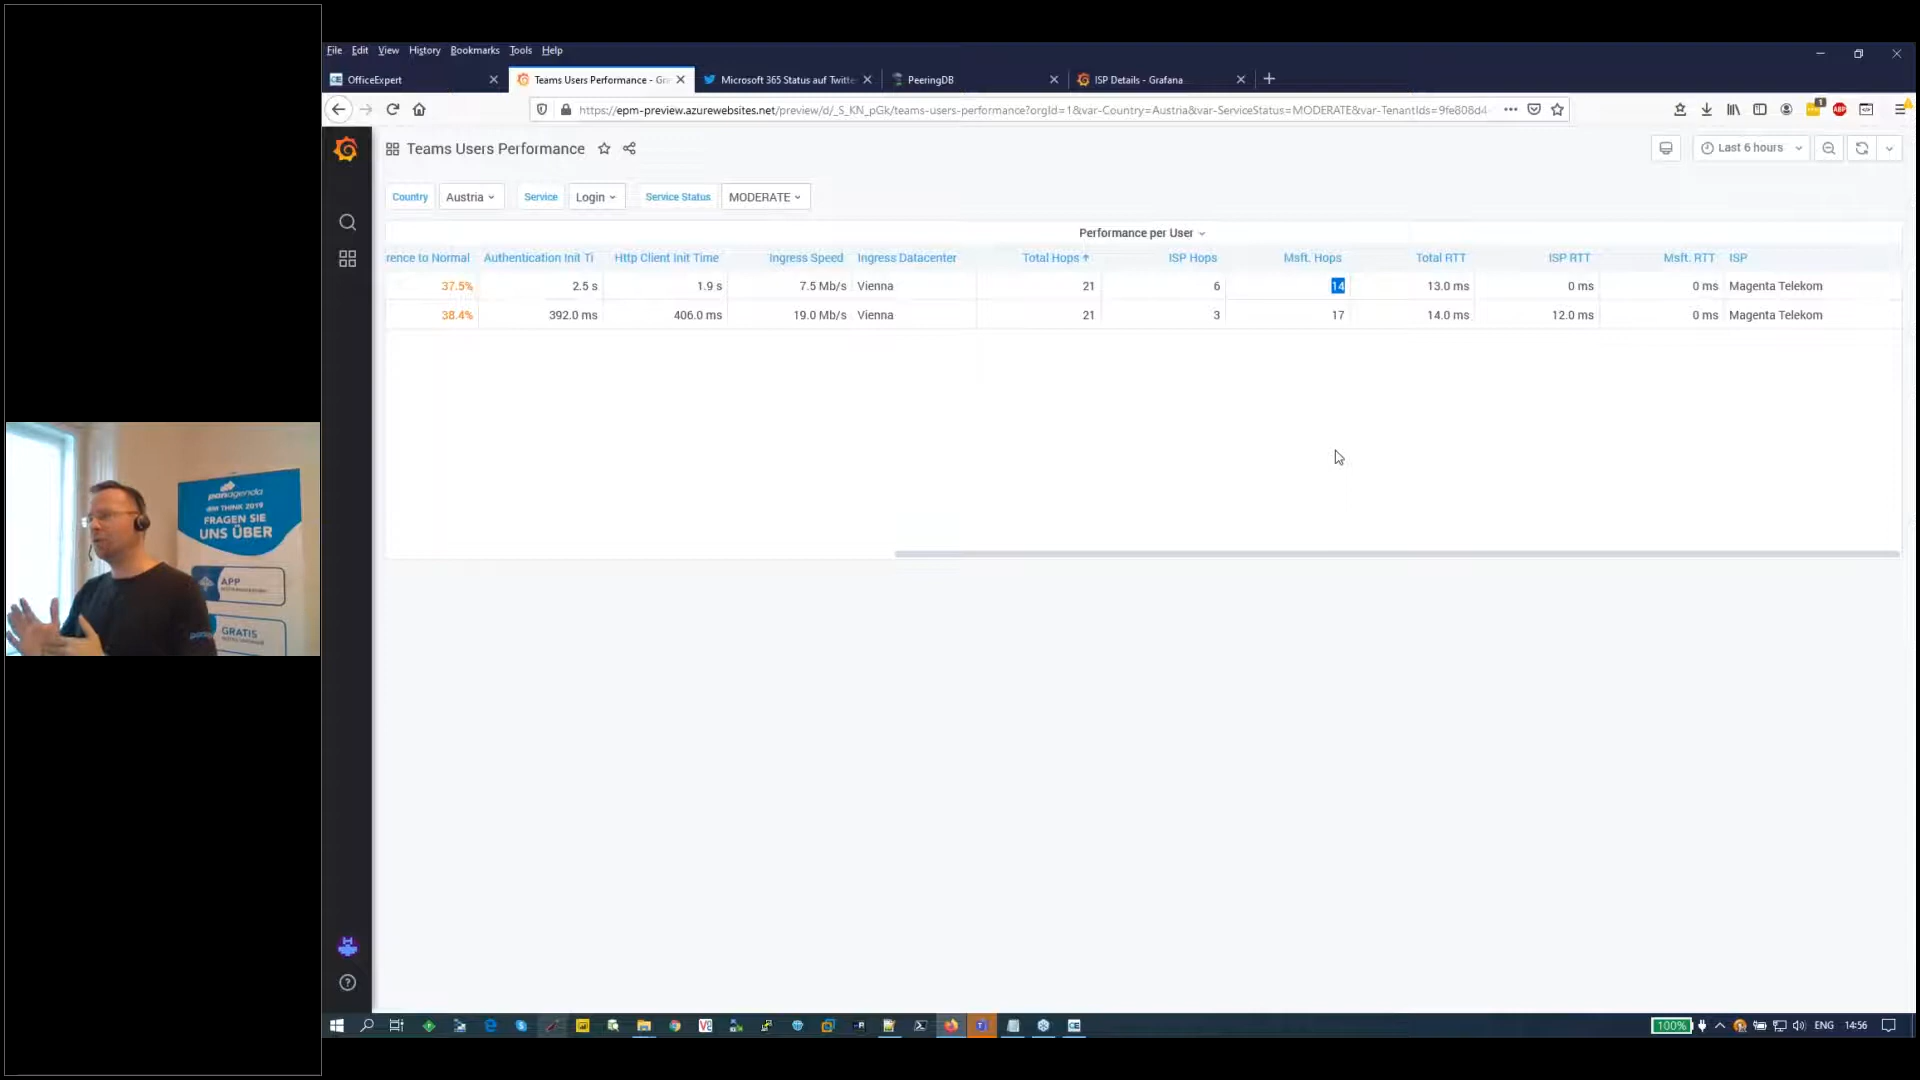 File Edit View History Bookmarks Tools Help
OfficeExpert
Teams Users Performance - Gra
Microsoft 365 Status auf Twitte
PeeringDB
ISP Details - Grafana
https://epm-preview.azurewebsites.net/preview/d/_S_KN_pGk/teams-users-performance?orgId=1&var-Country=Austria&var-ServiceStatus=MODERATE&var-TenantIds=9fe808d4-
Teams Users Performance
Last 6 hours
Country Austria Service Login Service Status MODERATE
Performance per User
rence to Normal Authentication Init Ti Http Client Init Time Ingress Speed Ingress Datacenter Total Hops ISP Hops Msft. Hops Total RTT ISP RTT Msft. RTT ISP
37.5% 2.5 s 1.9 s 7.5 Mb/s Vienna 21 6 14 13.0 ms 0 ms 0 ms Magenta Telekom
38.4% 392.0 ms 406.0 ms 19.0 Mb/s Vienna 21 3 17 14.0 ms 12.0 ms 0 ms Magenta Telekom
panagenda
IBM THINK 2019
FRAGEN SIE
UNS ÜBER
APP
GRATIS
100% ENG 14:56